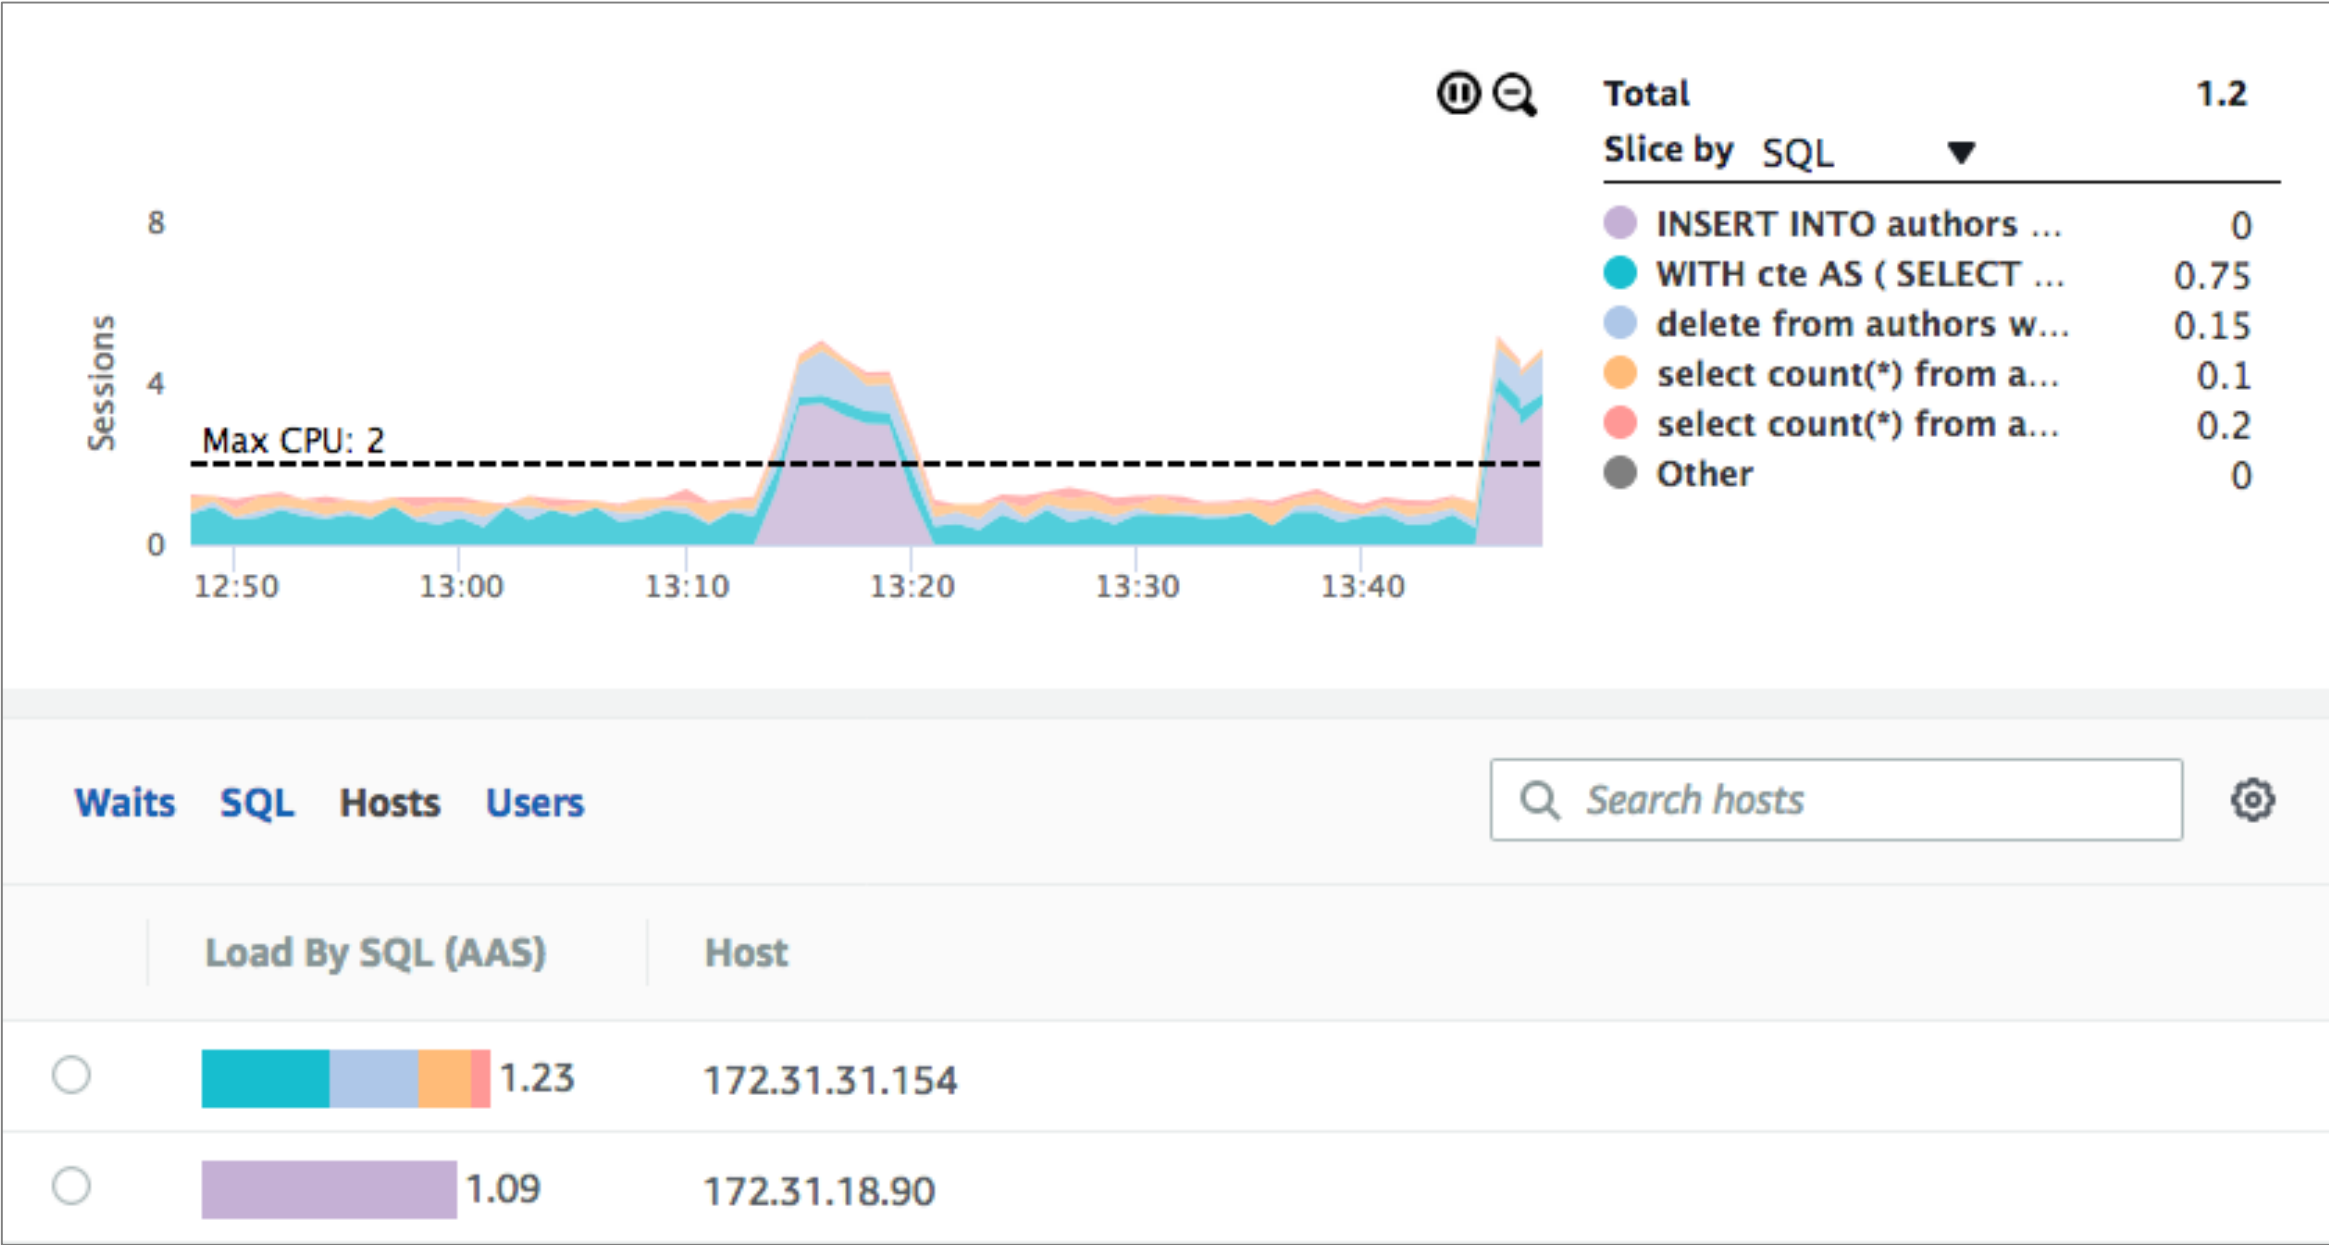 Total 1.2
Slice by SQL
8
4
0
Sessions
Max CPU: 2
12:50 13:00 13:10 13:20 13:30 13:40
INSERT INTO authors ... 0
WITH cte AS ( SELECT ... 0.75
delete from authors w... 0.15
select count(*) from a... 0.1
select count(*) from a... 0.2
Other 0
Waits SQL Hosts Users
Search hosts
Load By SQL (AAS) Host
1.23 172.31.31.154
1.09 172.31.18.90